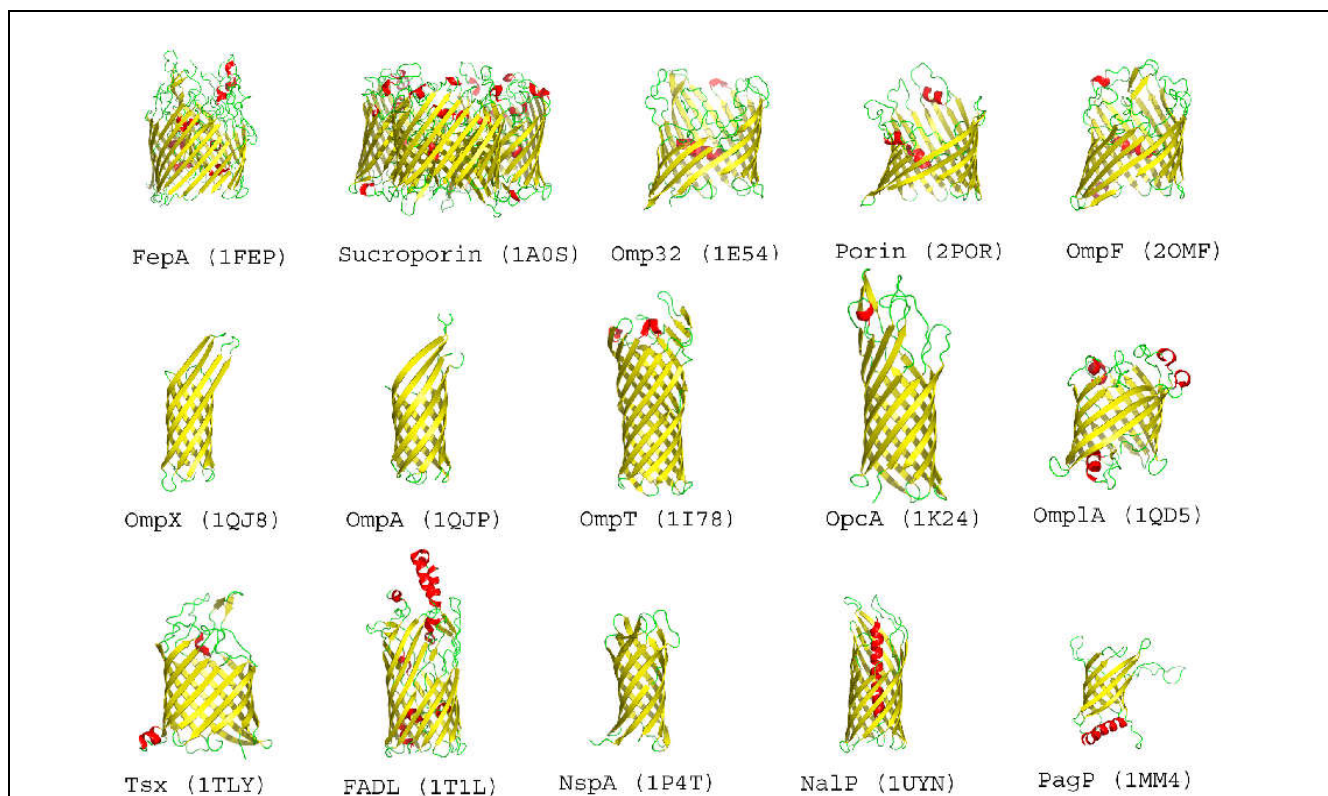 FepA (1FEP) Sucroporin (1A0S) Omp32 (1E54) Porin (2POR) OmpF (2OMF)
OmpX (1QJ8) OmpA (1QJP) OmpT (1I78) OpcA (1K24) OmplA (1QD5)
Tsx (1TLY) FADL (1T1L) NspA (1P4T) NalP (1UYN) PagP (1MM4)